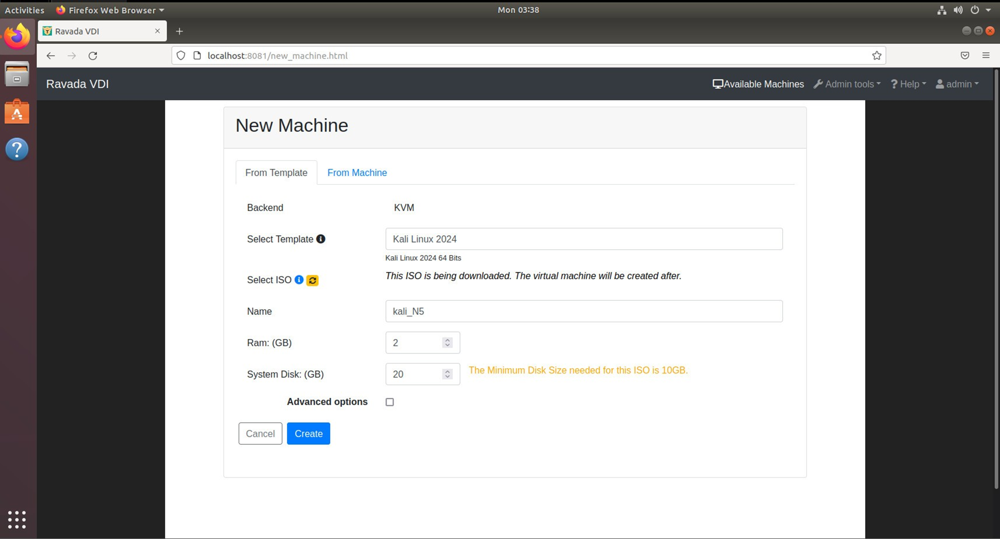 Activities Firefox Web Browser Mon 03:38
Ravada VDI
localhost:8081/new_machine.html
Ravada VDI Available Machines Admin tools ? Help admin
New Machine
From Template From Machine
Backend KVM
Select Template Kali Linux 2024
Kali Linux 2024 64 Bits
Select ISO This ISO is being downloaded. The virtual machine will be created after.
Name kali_N5
Ram: (GB) 2
System Disk: (GB) 20 The Minimum Disk Size needed for this ISO is 10GB.
Advanced options
Cancel Create